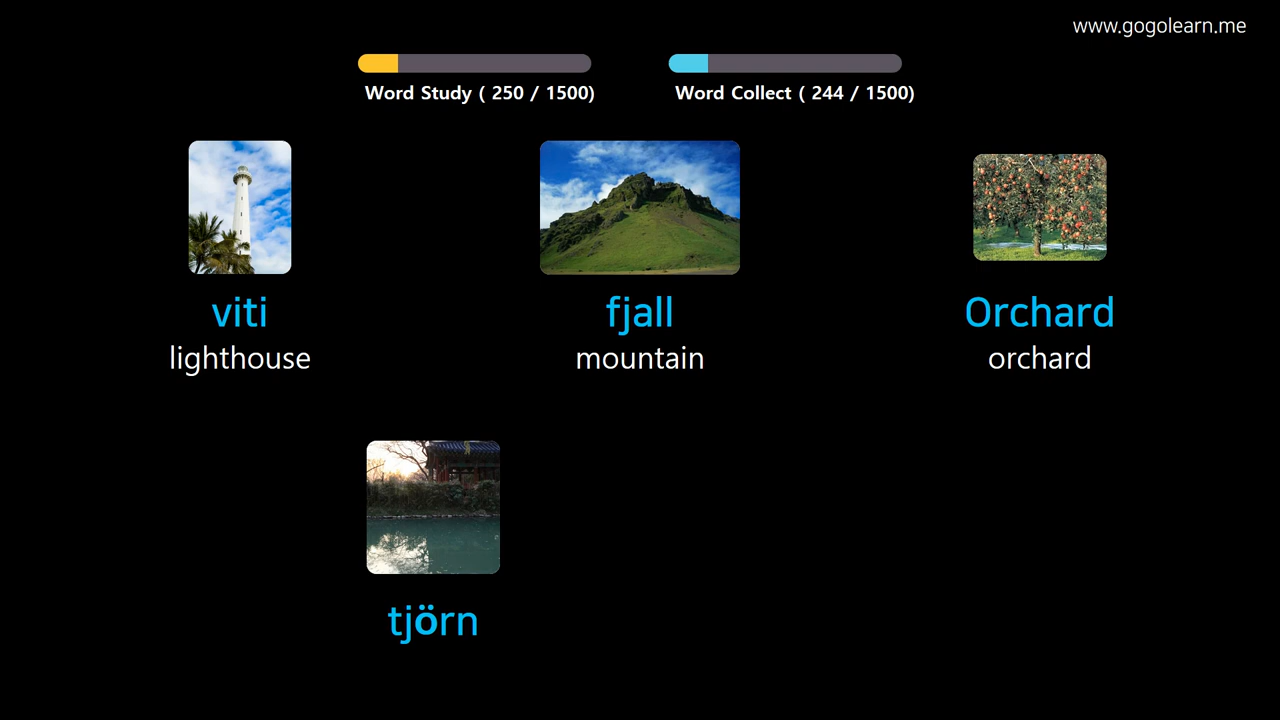 www.gogolearn.me
Word Study ( 250 / 1500)
Word Collect ( 244 / 1500)
viti
fjall
Orchard
lighthouse
mountain
orchard
tjörn